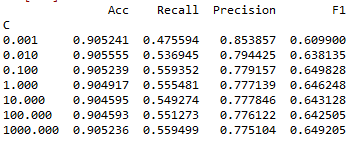 Acc Recall Precision F1
C
0.001 0.905241 0.475594 0.853857 0.609900
0.010 0.905555 0.536945 0.794425 0.638135
0.100 0.905239 0.559352 0.779157 0.649828
1.000 0.904917 0.555481 0.777139 0.646248
10.000 0.904595 0.549274 0.777846 0.643128
100.000 0.904593 0.551273 0.776122 0.642505
1000.000 0.905236 0.559499 0.775104 0.649205